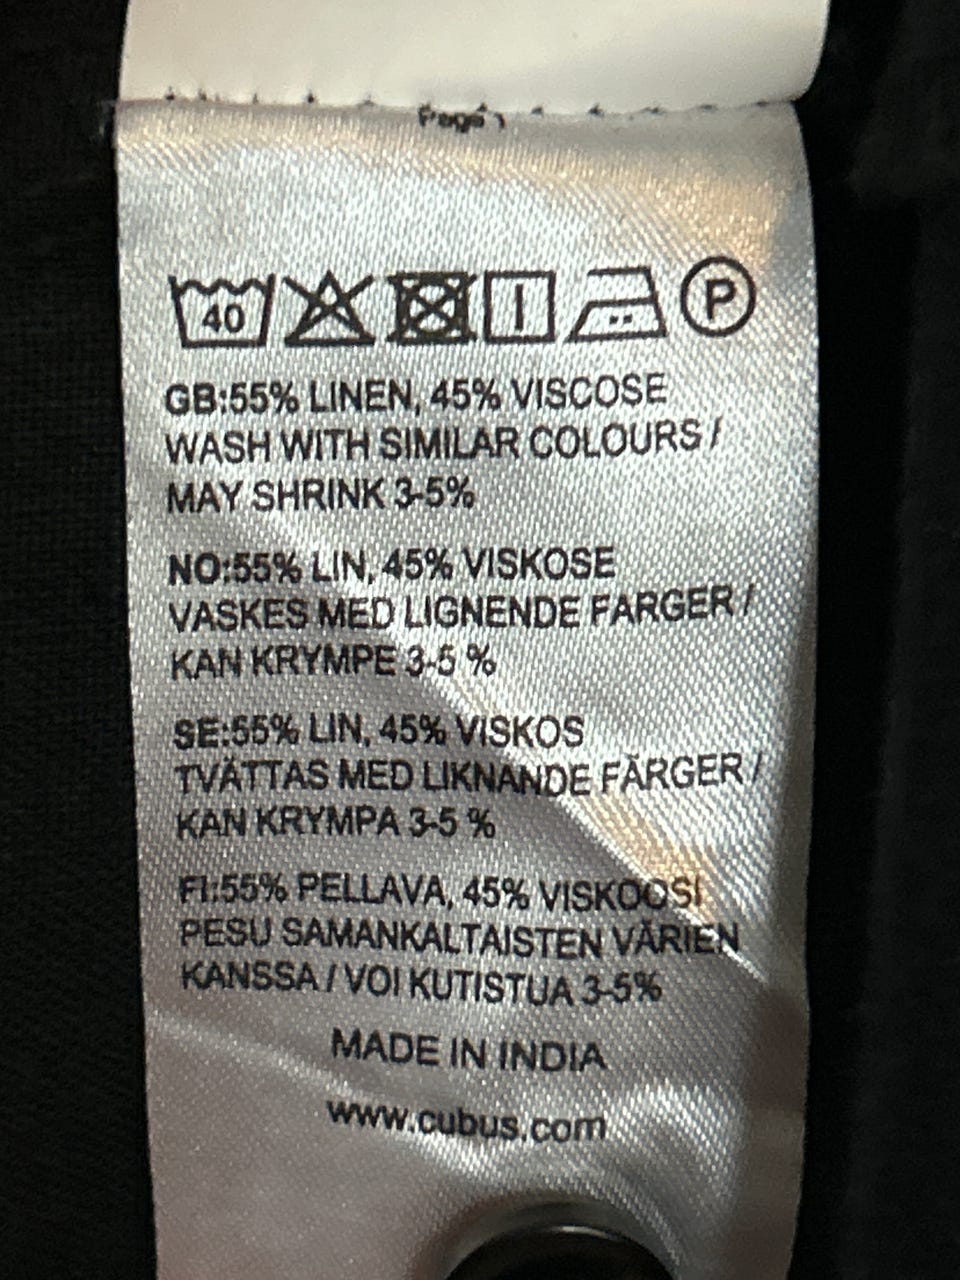 Page 1
40
P
GB:55% LINEN, 45% VISCOSE
WASH WITH SIMILAR COLOURS /
MAY SHRINK 3-5%
NO:55% LIN, 45% VISKOSE
VASKES MED LIGNENDE FARGER /
KAN KRYMPE 3-5 %
SE:55% LIN, 45% VISKOS
TVÄTTAS MED LIKNANDE FÄRGER /
KAN KRYMPA 3-5 %
FI:55% PELLAVA, 45% VISKOOSI
PESU SAMANKALTAISTEN VÄRIEN
KANSSA / VOI KUTISTUA 3-5%
MADE IN INDIA
www.cubus.com